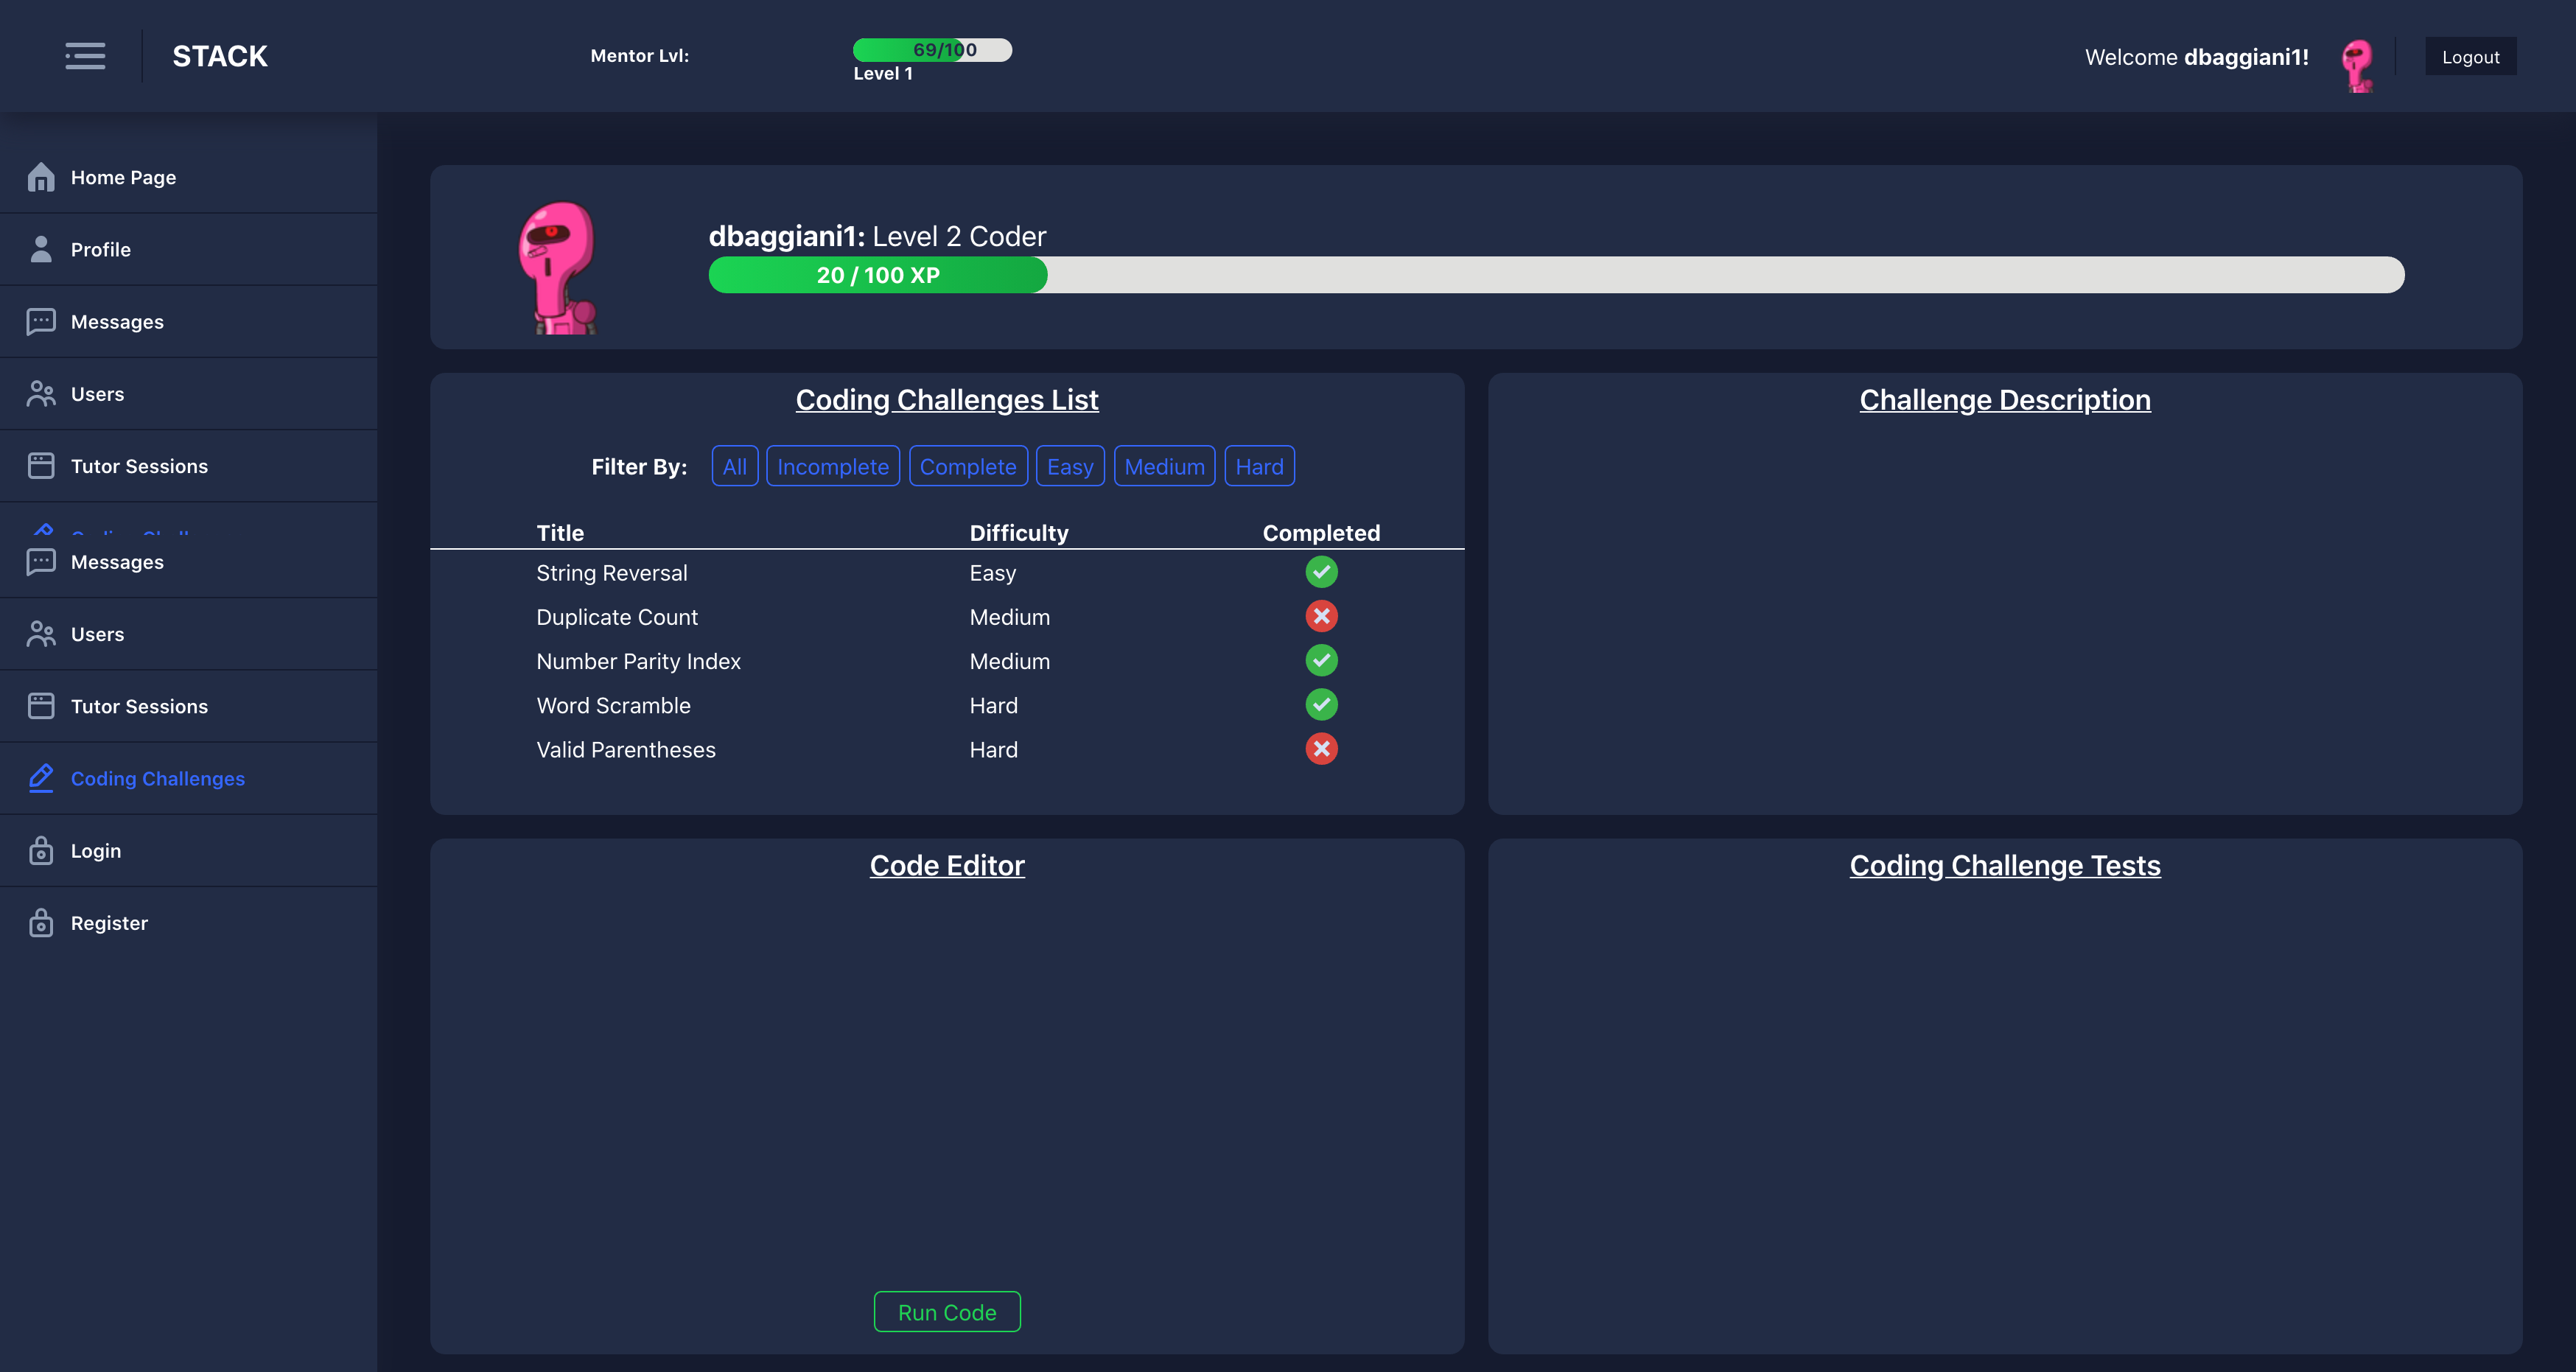 STACK
Mentor Lvl:
69/100
Level 1
Welcome dbaggiani1!
Logout
Home Page
Profile
Messages
Users
Tutor Sessions
Messages
Users
Tutor Sessions
Coding Challenges
Login
Register
dbaggiani1: Level 2 Coder
20 / 100 XP
Coding Challenges List
Filter By: All Incomplete Complete Easy Medium Hard
Title Difficulty Completed
String Reversal Easy
Duplicate Count Medium
Number Parity Index Medium
Word Scramble Hard
Valid Parentheses Hard
Challenge Description
Code Editor
Run Code
Coding Challenge Tests